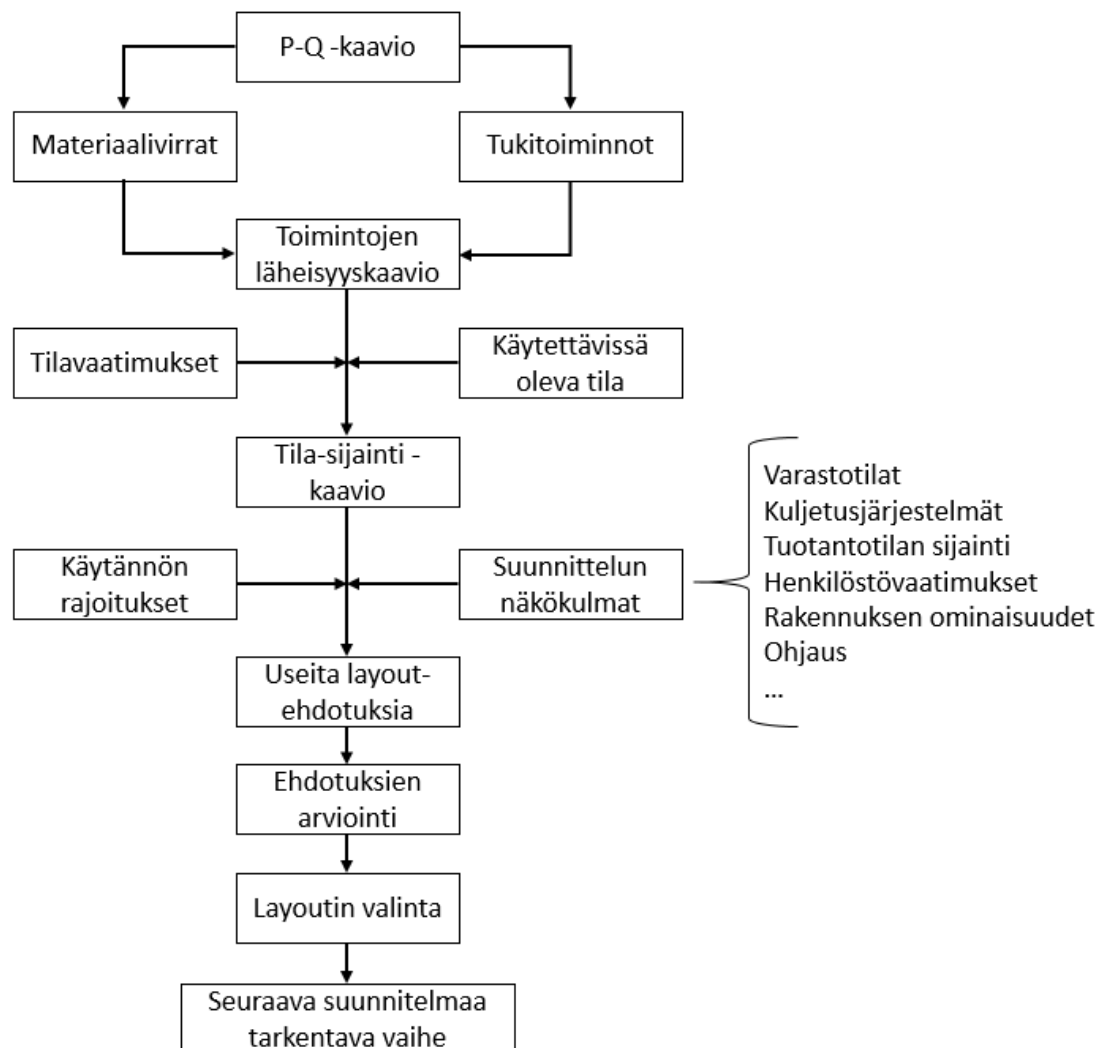 P-Q -kaavio
Materiaalivirrat
Tukitoiminnot
Toimintojen
läheisyyskaavio
Tilavaatimukset
Käytettävissä
oleva tila
Tila-sijainti -
kaavio
Käytännön
rajoitukset
Suunnittelun
näkökulmat
Varastotilat
Kuljetusjärjestelmät
Tuotantotilan sijainti
Henkilöstövaatimukset
Rakennuksen ominaisuudet
Ohjaus
...
Useita layout-
ehdotuksia
Ehdotuksien
arviointi
Layoutin valinta
Seuraava suunnitelmaa
tarkentava vaihe